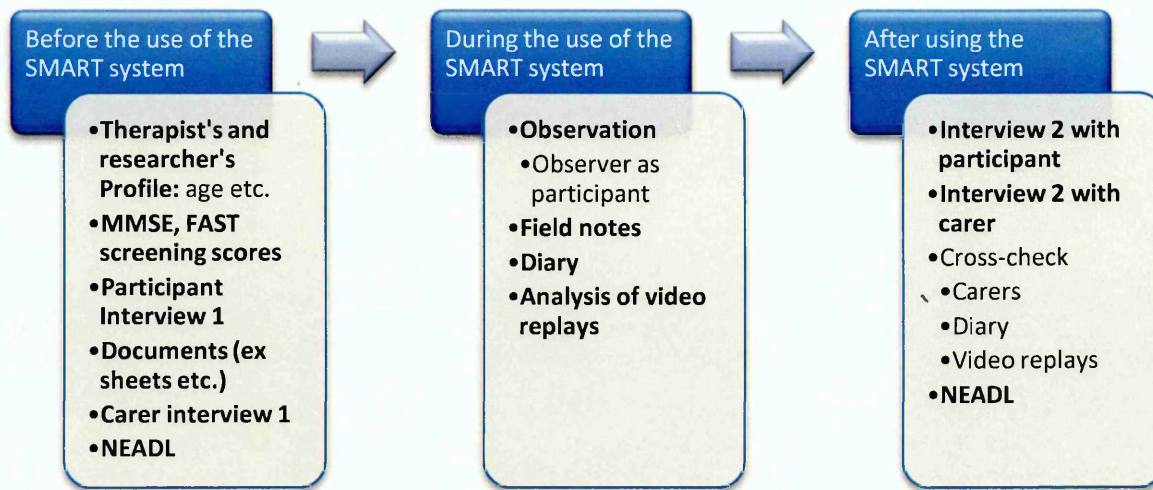 Before the use of the
SMART system
•Therapist's and
researcher's
Profile: age etc.
•MMSE, FAST
screening scores
•Participant
Interview 1
•Documents (ex
sheets etc.)
•Carer interview 1
•NEADL
During the use of the
SMART system
•Observation
•Observer as
participant
•Field notes
•Diary
•Analysis of video
replays
After using the
SMART system
•Interview 2 with
participant
•Interview 2 with
carer
•Cross-check
•Carers
•Diary
•Video replays
•NEADL